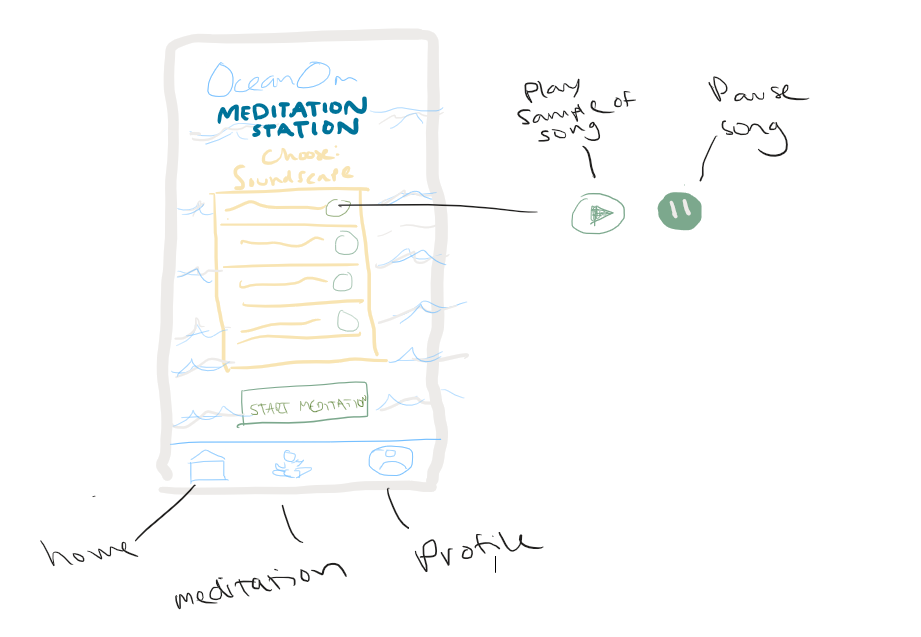 OceanOm
MEDITATION
STATION
Choose:
Soundscape
START MEDITATION
Play
sample of
song
Pause
song
home
meditation
Profile